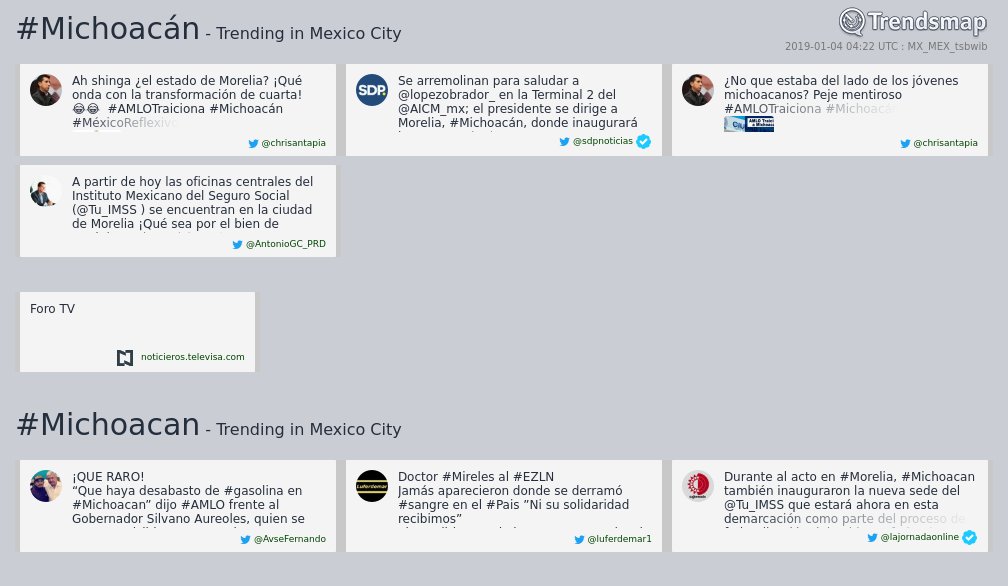 #Michoacán - Trending in Mexico City
Trendsmap
2019-01-04 04:22 UTC : MX_MEX_tsbwib
Ah shinga ¿el estado de Morelia? ¡Qué
onda con la transformación de cuarta!
😂😂 #AMLOTraiciona #Michoacán
#MéxicoReflexivo
@chrisantapia
SDP
Se arremolinan para saludar a
@lopezobrador_ en la Terminal 2 del
@AICM_mx; el presidente se dirige a
Morelia, #Michoacán, donde inaugurará
@sdpnoticias
¿No que estaba del lado de los jóvenes
michoacanos? Peje mentiroso
#AMLOTraiciona #Michoacán
@chrisantapia
A partir de hoy las oficinas centrales del
Instituto Mexicano del Seguro Social
(@Tu_IMSS ) se encuentran en la ciudad
de Morelia ¡Qué sea por el bien de
@AntonioGC_PRD
Foro TV
noticieros.televisa.com
#Michoacan - Trending in Mexico City
¡QUE RARO!
“Que haya desabasto de #gasolina en
#Michoacan” dijo #AMLO frente al
Gobernador Silvano Aureoles, quien se
@AvseFernando
Luferdemar
Doctor #Mireles al #EZLN
Jamás aparecieron donde se derramó
#sangre en el #Pais ”Ni su solidaridad
recibimos”
@luferdemar1
Durante al acto en #Morelia, #Michoacan
también inauguraron la nueva sede del
@Tu_IMSS que estará ahora en esta
demarcación como parte del proceso de
@lajornadaonline